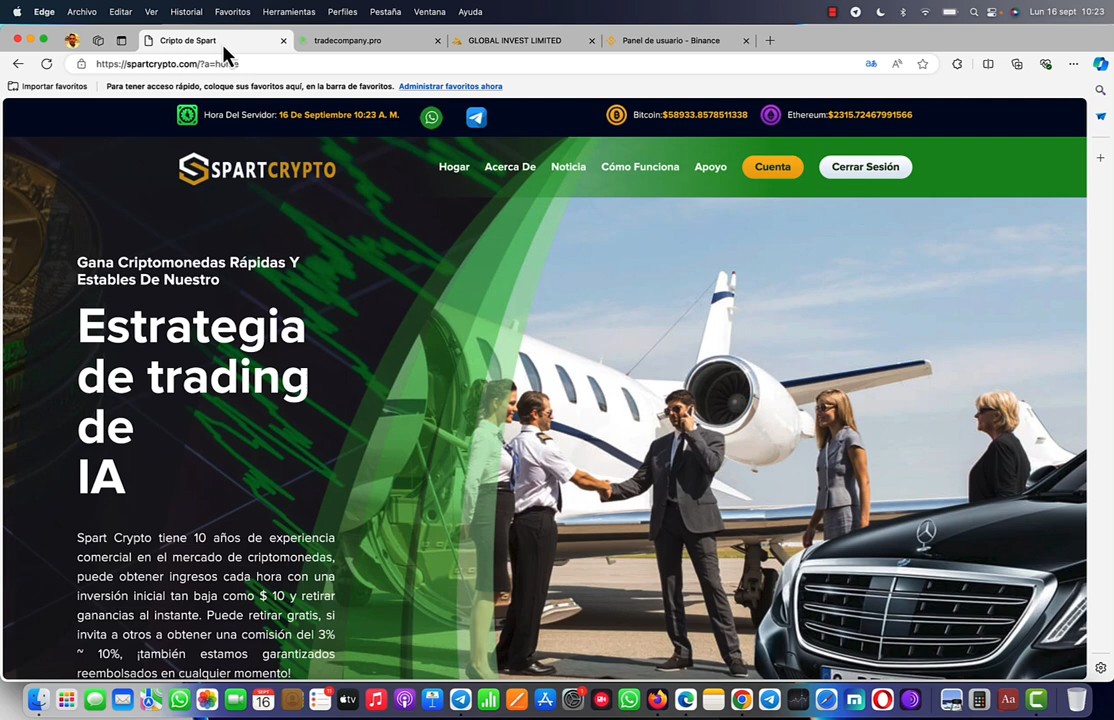 Edge Archivo Editar Ver Historial Favoritos Herramientas Perfiles Pestaña Ventana Ayuda Lun 16 sept 10:23
Cripto de Spart tradecompany.pro GLOBAL INVEST LIMITED Panel de usuario - Binance
https://spartcrypto.com/?a=home
Importar favoritos Para tener acceso rápido, coloque sus favoritos aquí, en la barra de favoritos. Administrar favoritos ahora
Hora Del Servidor: 16 De Septiembre 10:23 A. M. Bitcoin:$58933.8578511338 Ethereum:$2315.72467991566
SPARTCRYPTO Hogar Acerca De Noticia Cómo Funciona Apoyo Cuenta Cerrar Sesión
Gana Criptomonedas Rápidas Y
Estables De Nuestro
Estrategia
de trading
de
IA
Spart Crypto tiene 10 años de experiencia
comercial en el mercado de criptomonedas,
puede obtener ingresos cada hora con una
inversión inicial tan baja como $ 10 y retirar
ganancias al instante. Puede retirar gratis, si
invita a otros a obtener una comisión del 3%
~ 10%, ¡también estamos garantizados
reembolsados en cualquier momento!
SEPT
16
11
1
Aa